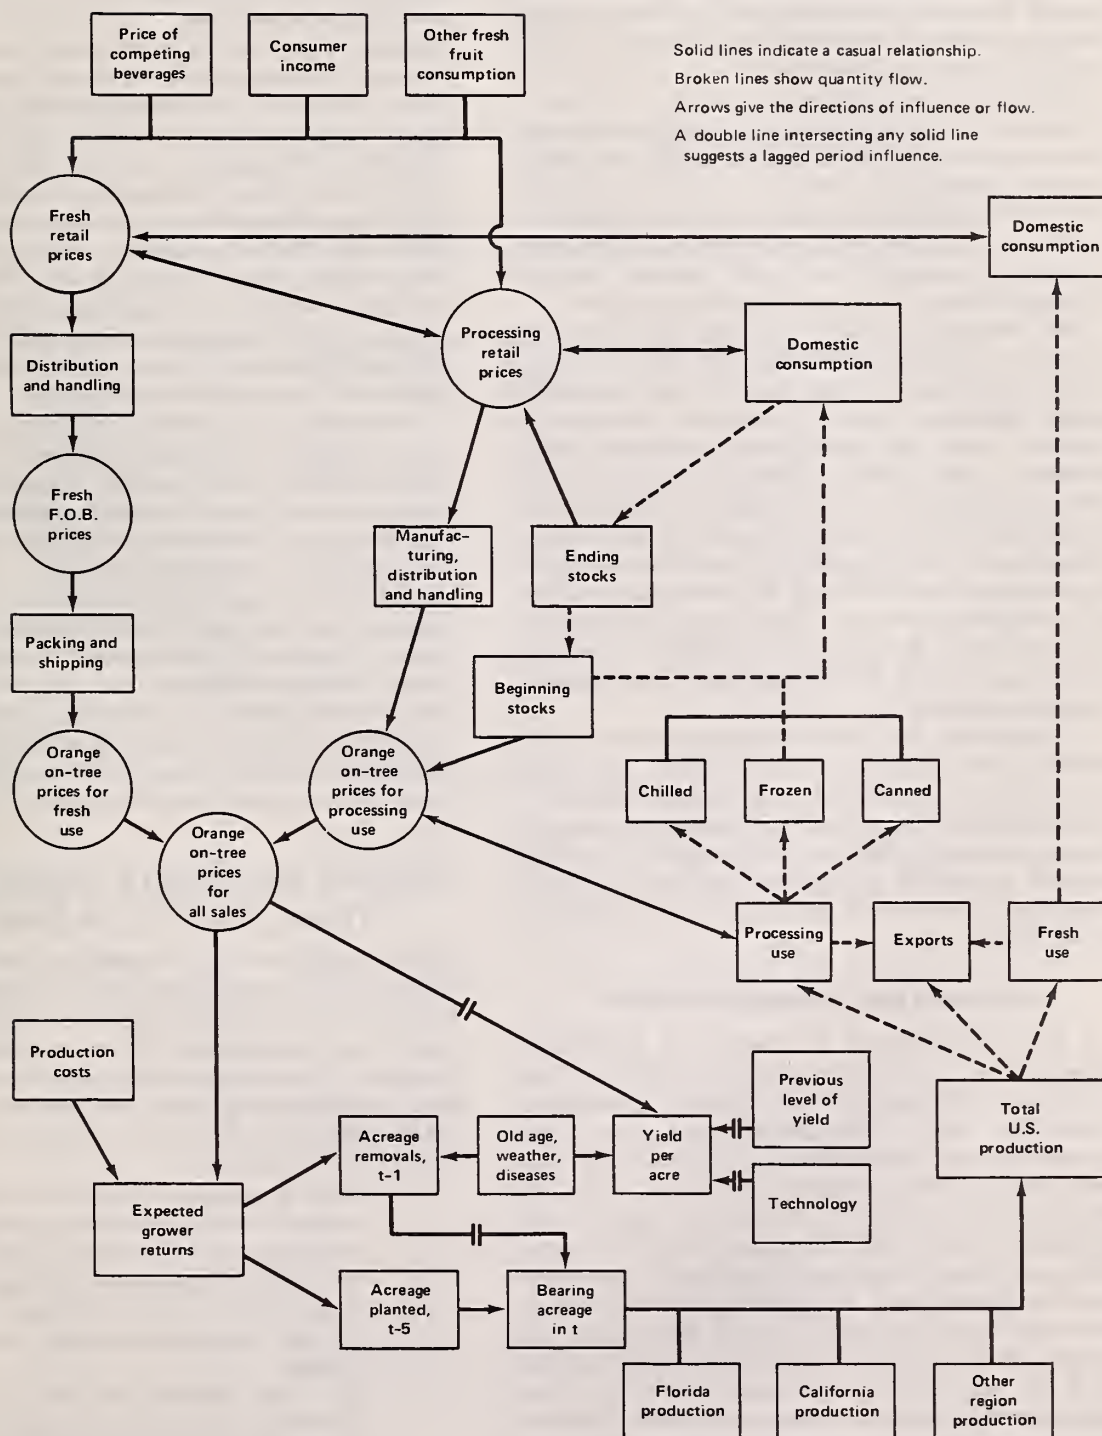 Price of
competing
beverages
Consumer
income
Other fresh
fruit
consumption
Solid lines indicate a casual relationship.
Broken lines show quantity flow.
Arrows give the directions of influence or flow.
A double line intersecting any solid line
suggests a lagged period influence.
Fresh
retail
prices
Domestic
consumption
Processing
retail
prices
Domestic
consumption
Distribution
and handling
Fresh
F.O.B.
prices
Manufac-
turing,
distribution
and handling
Ending
stocks
Packing and
shipping
Beginning
stocks
Orange
on-tree
prices for
fresh
use
Orange
on-tree
prices for
processing
use
Chilled
Frozen
Canned
Orange
on-tree
prices
for
all sales
Processing
use
Exports
Fresh
use
Production
costs
Previous
level of
yield
Total
U.S.
production
Acreage
removals,
t-1
Old age,
weather,
diseases
Yield
per
acre
Technology
Expected
grower
returns
Acreage
planted,
t-5
Bearing
acreage
in t
Florida
production
California
production
Other
region
production